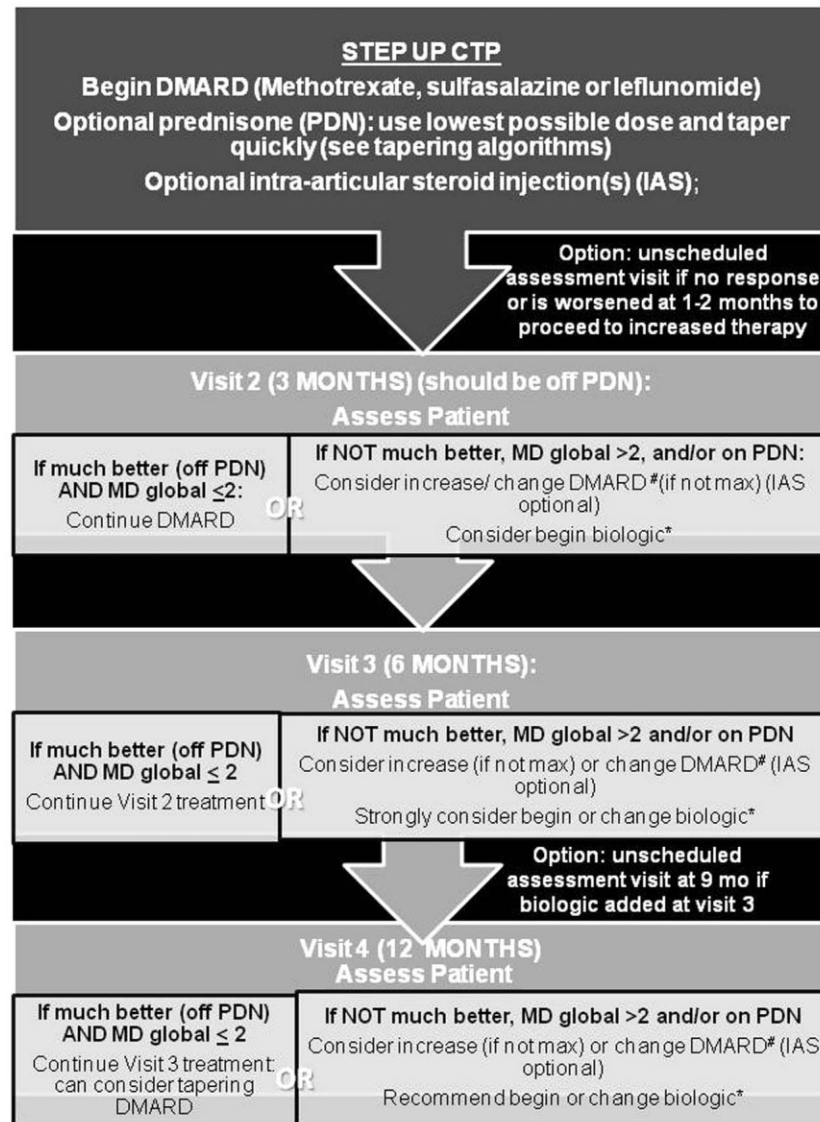 STEP UP CTP
Begin DMARD (Methotrexate, sulfasalazine or leflunomide)
Optional prednisone (PDN): use lowest possible dose and taper
quickly (see tapering algorithms)
Optional intra-articular steroid injection(s) (IAS);
Option: unscheduled
assessment visit if no response
or is worsened at 1-2 months to
proceed to increased therapy
Visit 2 (3 MONTHS) (should be off PDN):
Assess Patient
If much better (off PDN)
AND MD global ≤2:
Continue DMARD
OR
If NOT much better, MD global >2, and/or on PDN:
Consider increase/ change DMARD # (if not max) (IAS
optional)
Consider begin biologic*
Visit 3 (6 MONTHS):
Assess Patient
If much better (off PDN)
AND MD global ≤ 2
Continue Visit 2 treatment
OR
If NOT much better, MD global >2 and/or on PDN
Consider increase (if not max) or change DMARD# (IAS
optional)
Strongly consider begin or change biologic*
Option: unscheduled
assessment visit at 9 mo if
biologic added at visit 3
Visit 4 (12 MONTHS)
Assess Patient
If much better (off PDN)
AND MD global ≤ 2
Continue Visit 3 treatment:
can consider tapering
DMARD
OR
If NOT much better, MD global >2 and/or on PDN
Consider increase (if not max) or change DMARD# (IAS
optional)
Recommend begin or change biologic*